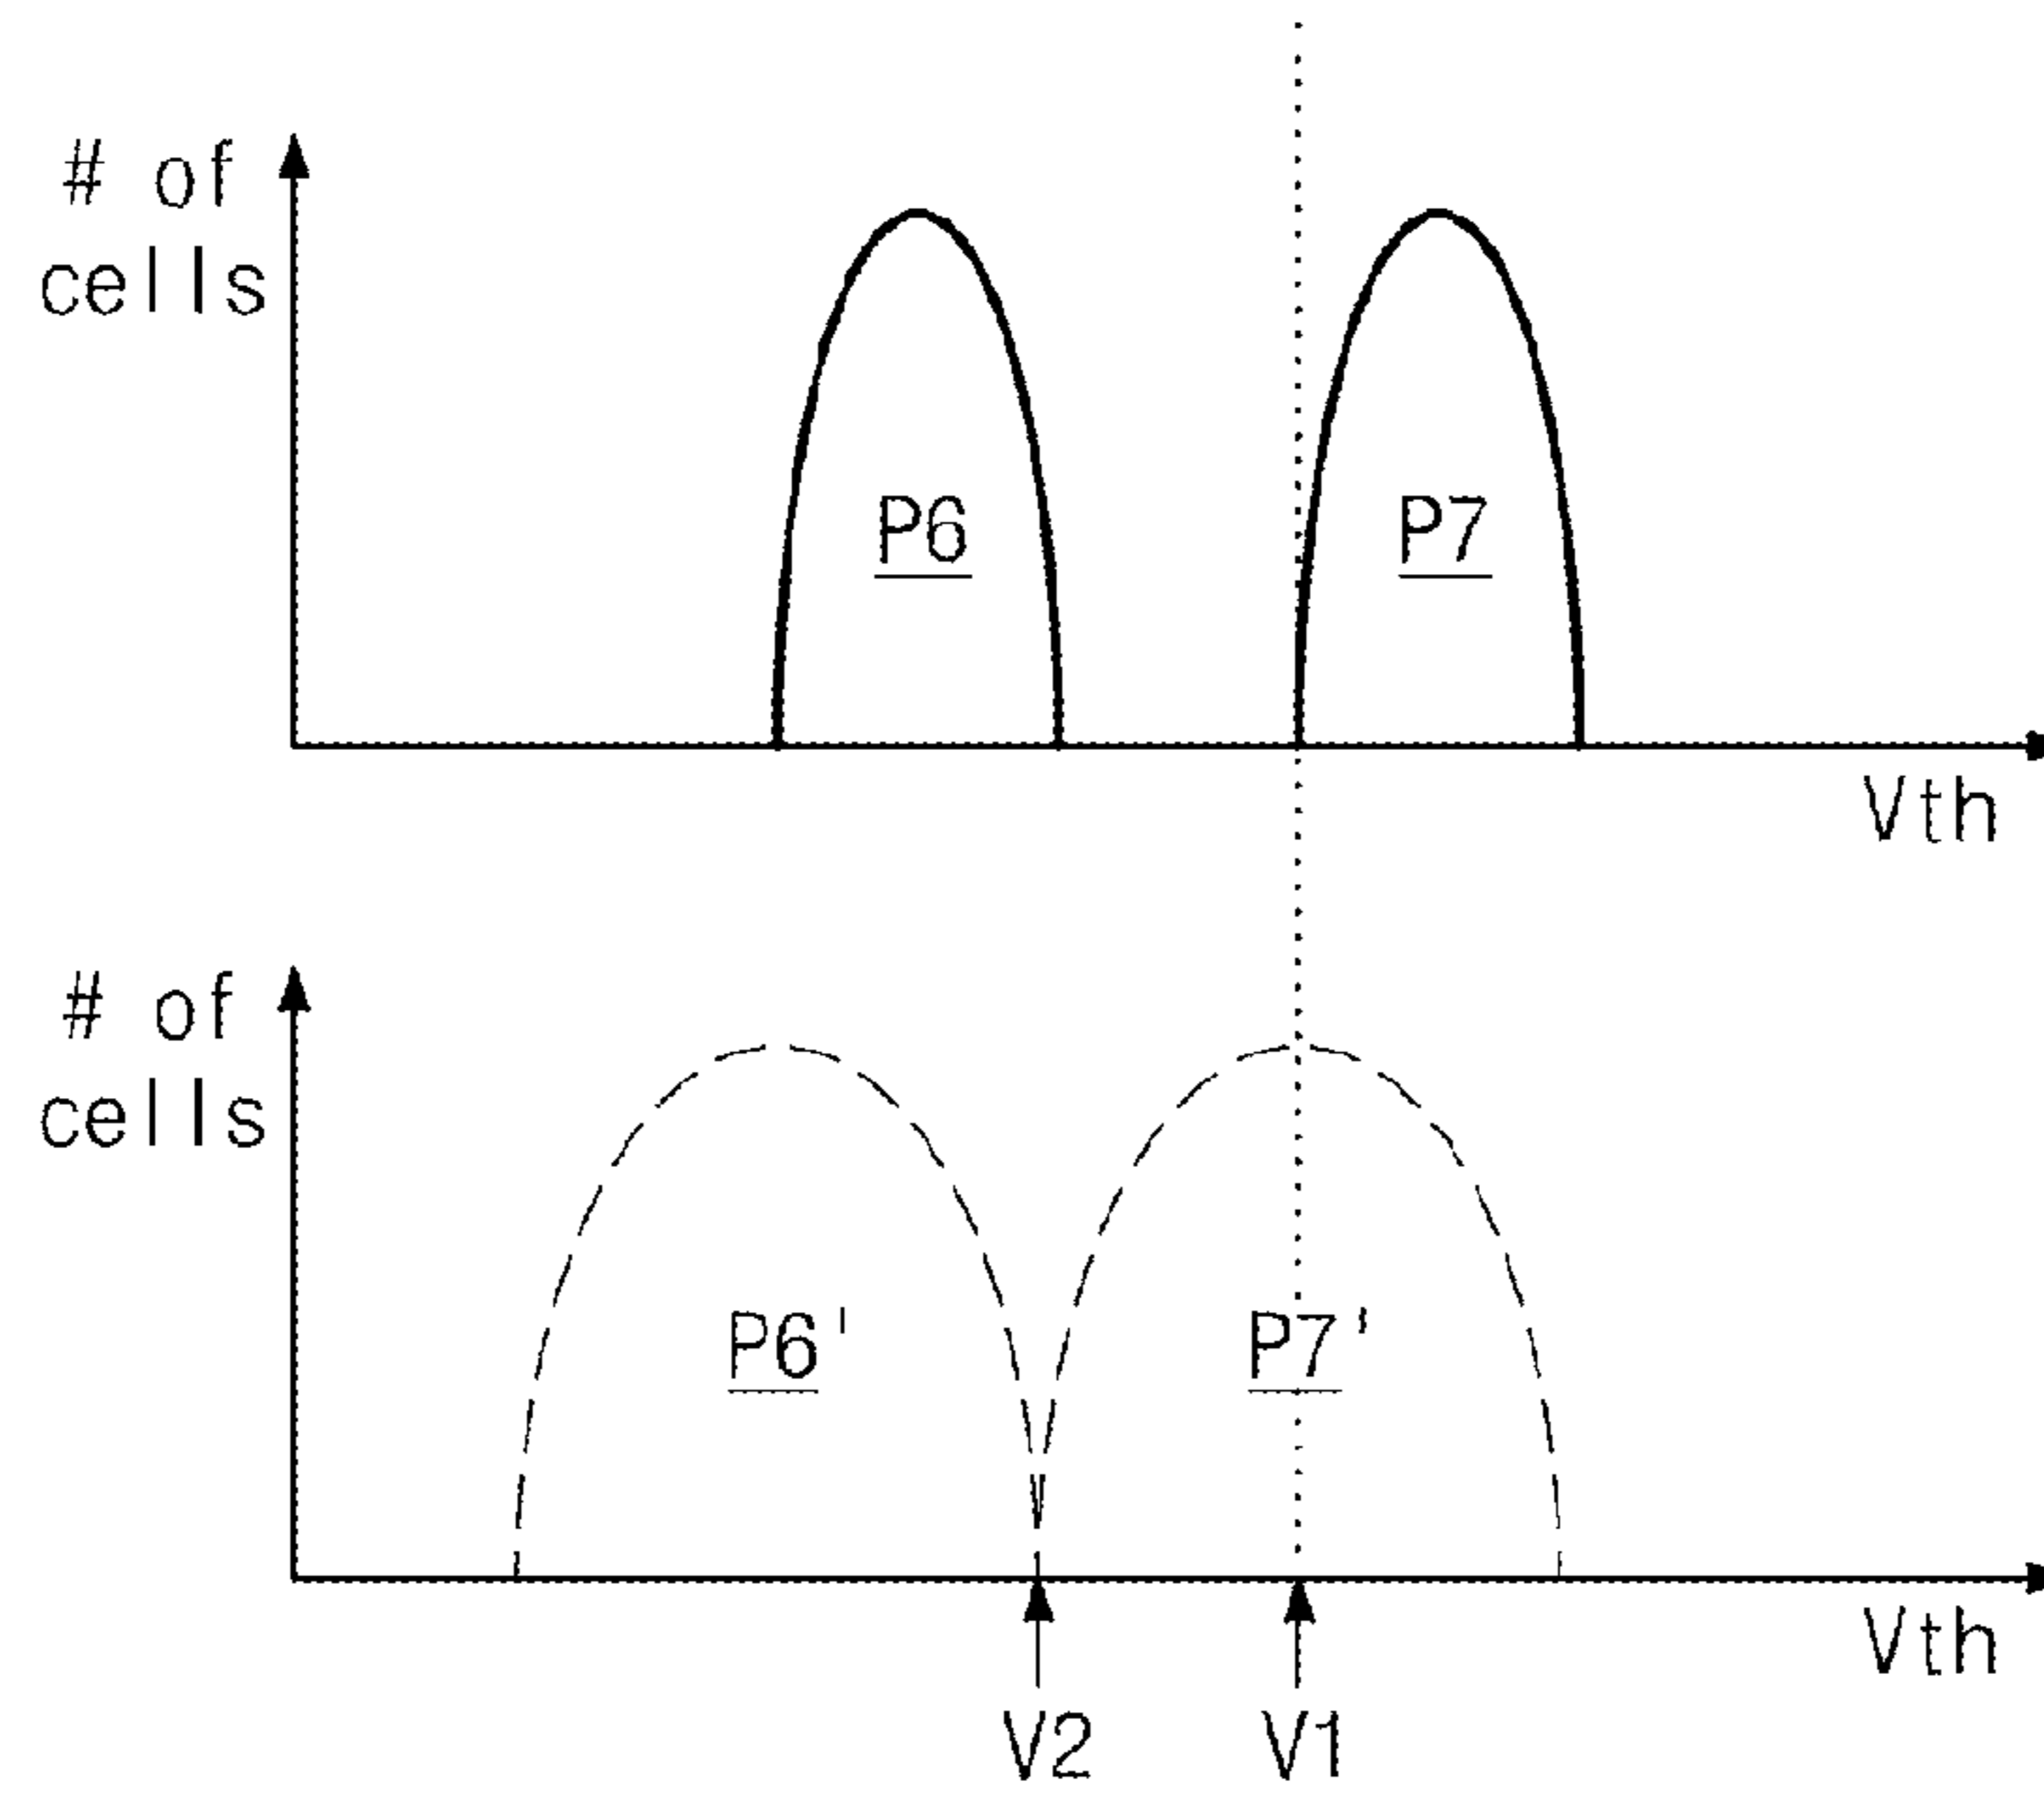 # of
cells
P6
P7
Vth
# of
cells
P6'
P7'
Vth
V2
V1